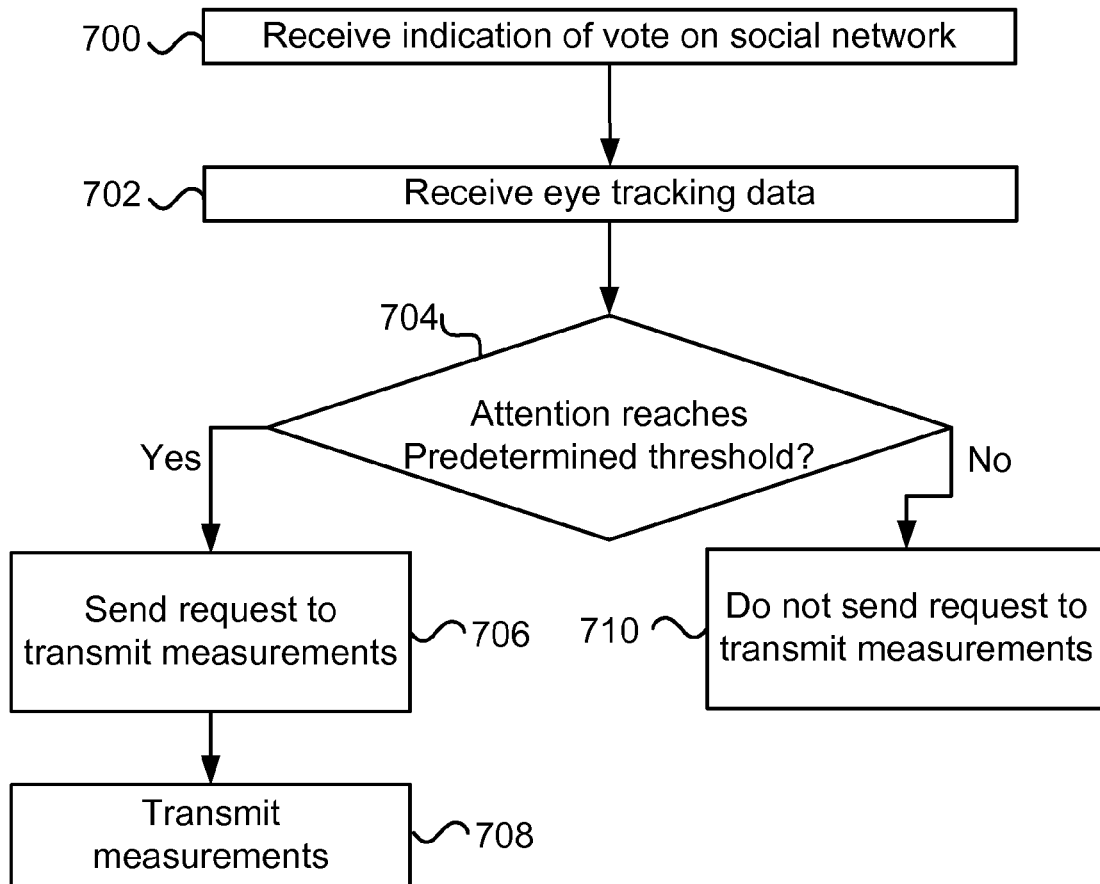 700
Receive indication of vote on social network
702
Receive eye tracking data
704
Attention reaches
Predetermined threshold?
Yes
No
Send request to
transmit measurements
706
710
Do not send request to
transmit measurements
Transmit
measurements
708